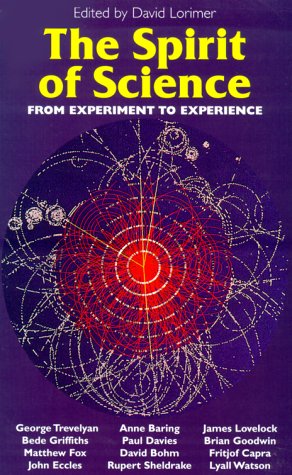 Edited by David Lorimer
The Spirit
of Science
FROM EXPERIMENT TO EXPERIENCE
George Trevelyan Anne Baring James Lovelock
Bede Griffiths Paul Davies Brian Goodwin
Matthew Fox David Bohm Fritjof Capra
John Eccles Rupert Sheldrake Lyall Watson